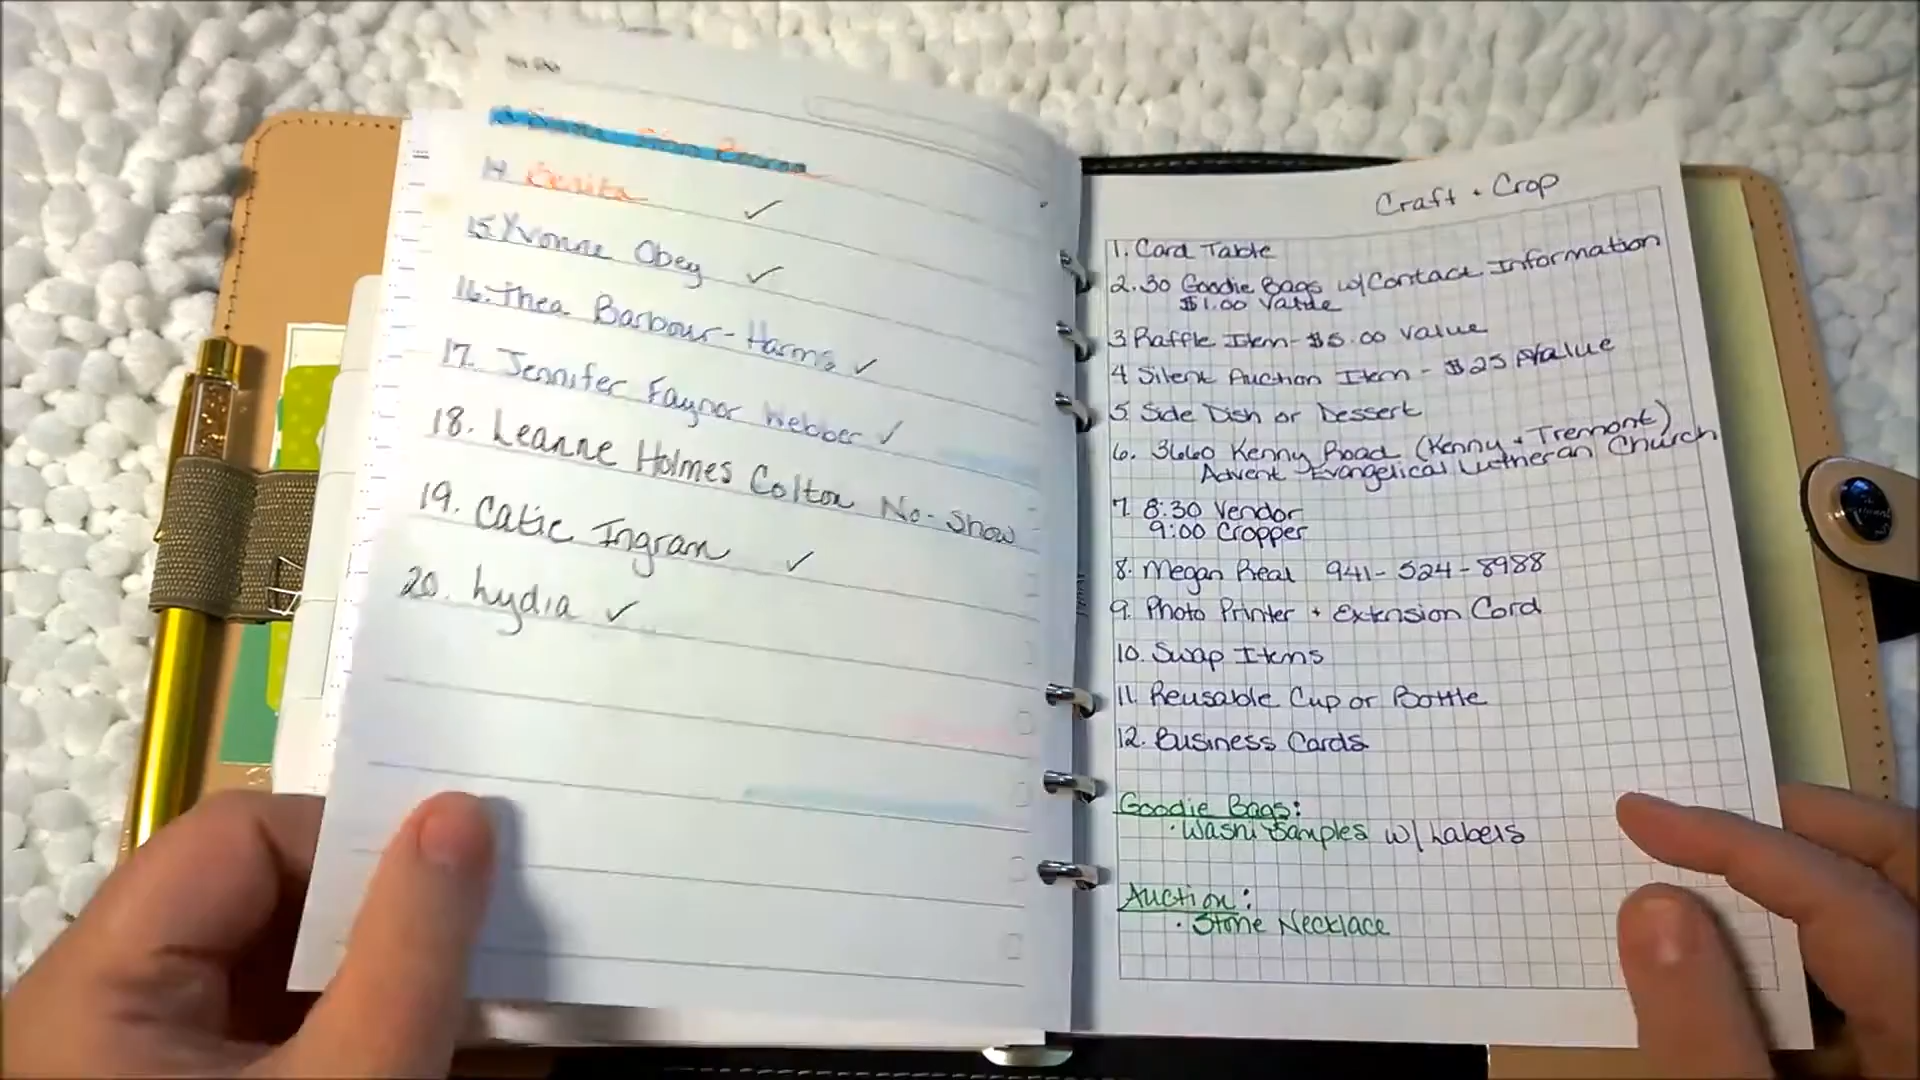 14
15. Yvonne Obey ✓
16. Thea Barbour-Harms ✓
17. Jennifer Faynor Webber ✓
18. Leanne Holmes Colton No-Show
19. Catie Ingram ✓
20. Lydia ✓
Craft + Crop
1. Card Table
2. 30 Goodie Bags w/Contact Information
$1.00 Value
3 Raffle Item - $5.00 Value
4 Silent Auction Item - $25 Value
5. Side Dish or Dessert
6. 3660 Kenny Road (Kenny + Tremont)
Advent Evangelical Lutheran Church
7. 8:30 Vendor
9:00 Cropper
8. Megan Real 941-524-8988
9. Photo Printer + Extension Cord
10. Swap Items
11. Reusable Cup or Bottle
12. Business Cards
Goodie Bags:
· Washi Samples w/ Labels
Auction:
· Stone Necklace